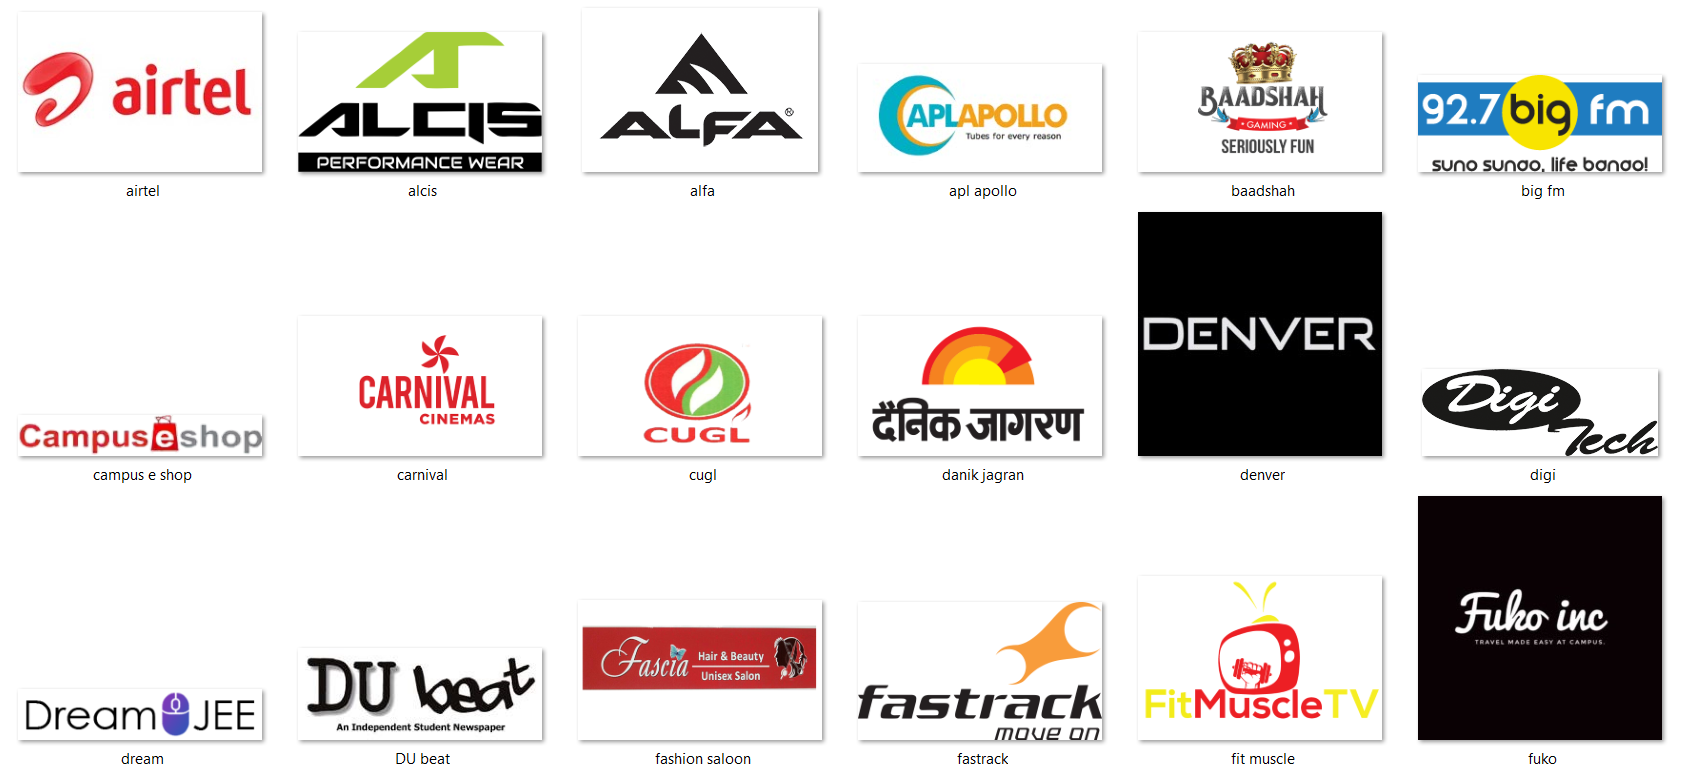 airtel
ALCIS
PERFORMANCE WEAR
ALFA®
APLAPOLLO
Tubes for every reason
BAADSHAH
GAMING
SERIOUSLY FUN
92.7 big fm
suno sunao, life banao!
airtel
alcis
alfa
apl apollo
baadshah
big fm
Campus e shop
CARNIVAL
CINEMAS
CUGL
दैनिक जागरण
DENVER
Digi
Tech
campus e shop
carnival
cugl
danik jagran
denver
digi
Dream JEE
DU beat
An Independent Student Newspaper
Fascia
Hair & Beauty
Unisex Salon
fastrack
move on
FitMuscleTV
Fuko inc
TRAVEL MADE EASY AT CAMPUS.
dream
DU beat
fashion saloon
fastrack
fit muscle
fuko